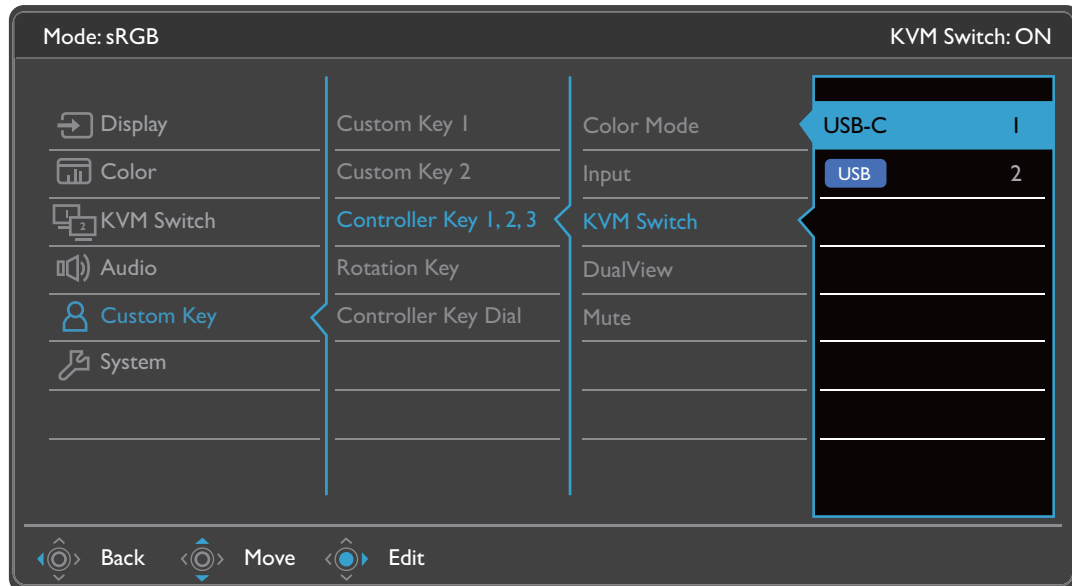 Mode: sRGB
KVM Switch: ON
Display
Color
KVM Switch
Audio
Custom Key
System
Custom Key 1
Custom Key 2
Controller Key 1, 2, 3
Rotation Key
Controller Key Dial
Color Mode
Input
KVM Switch
DualView
Mute
USB-C 1
USB 2
Back Move Edit